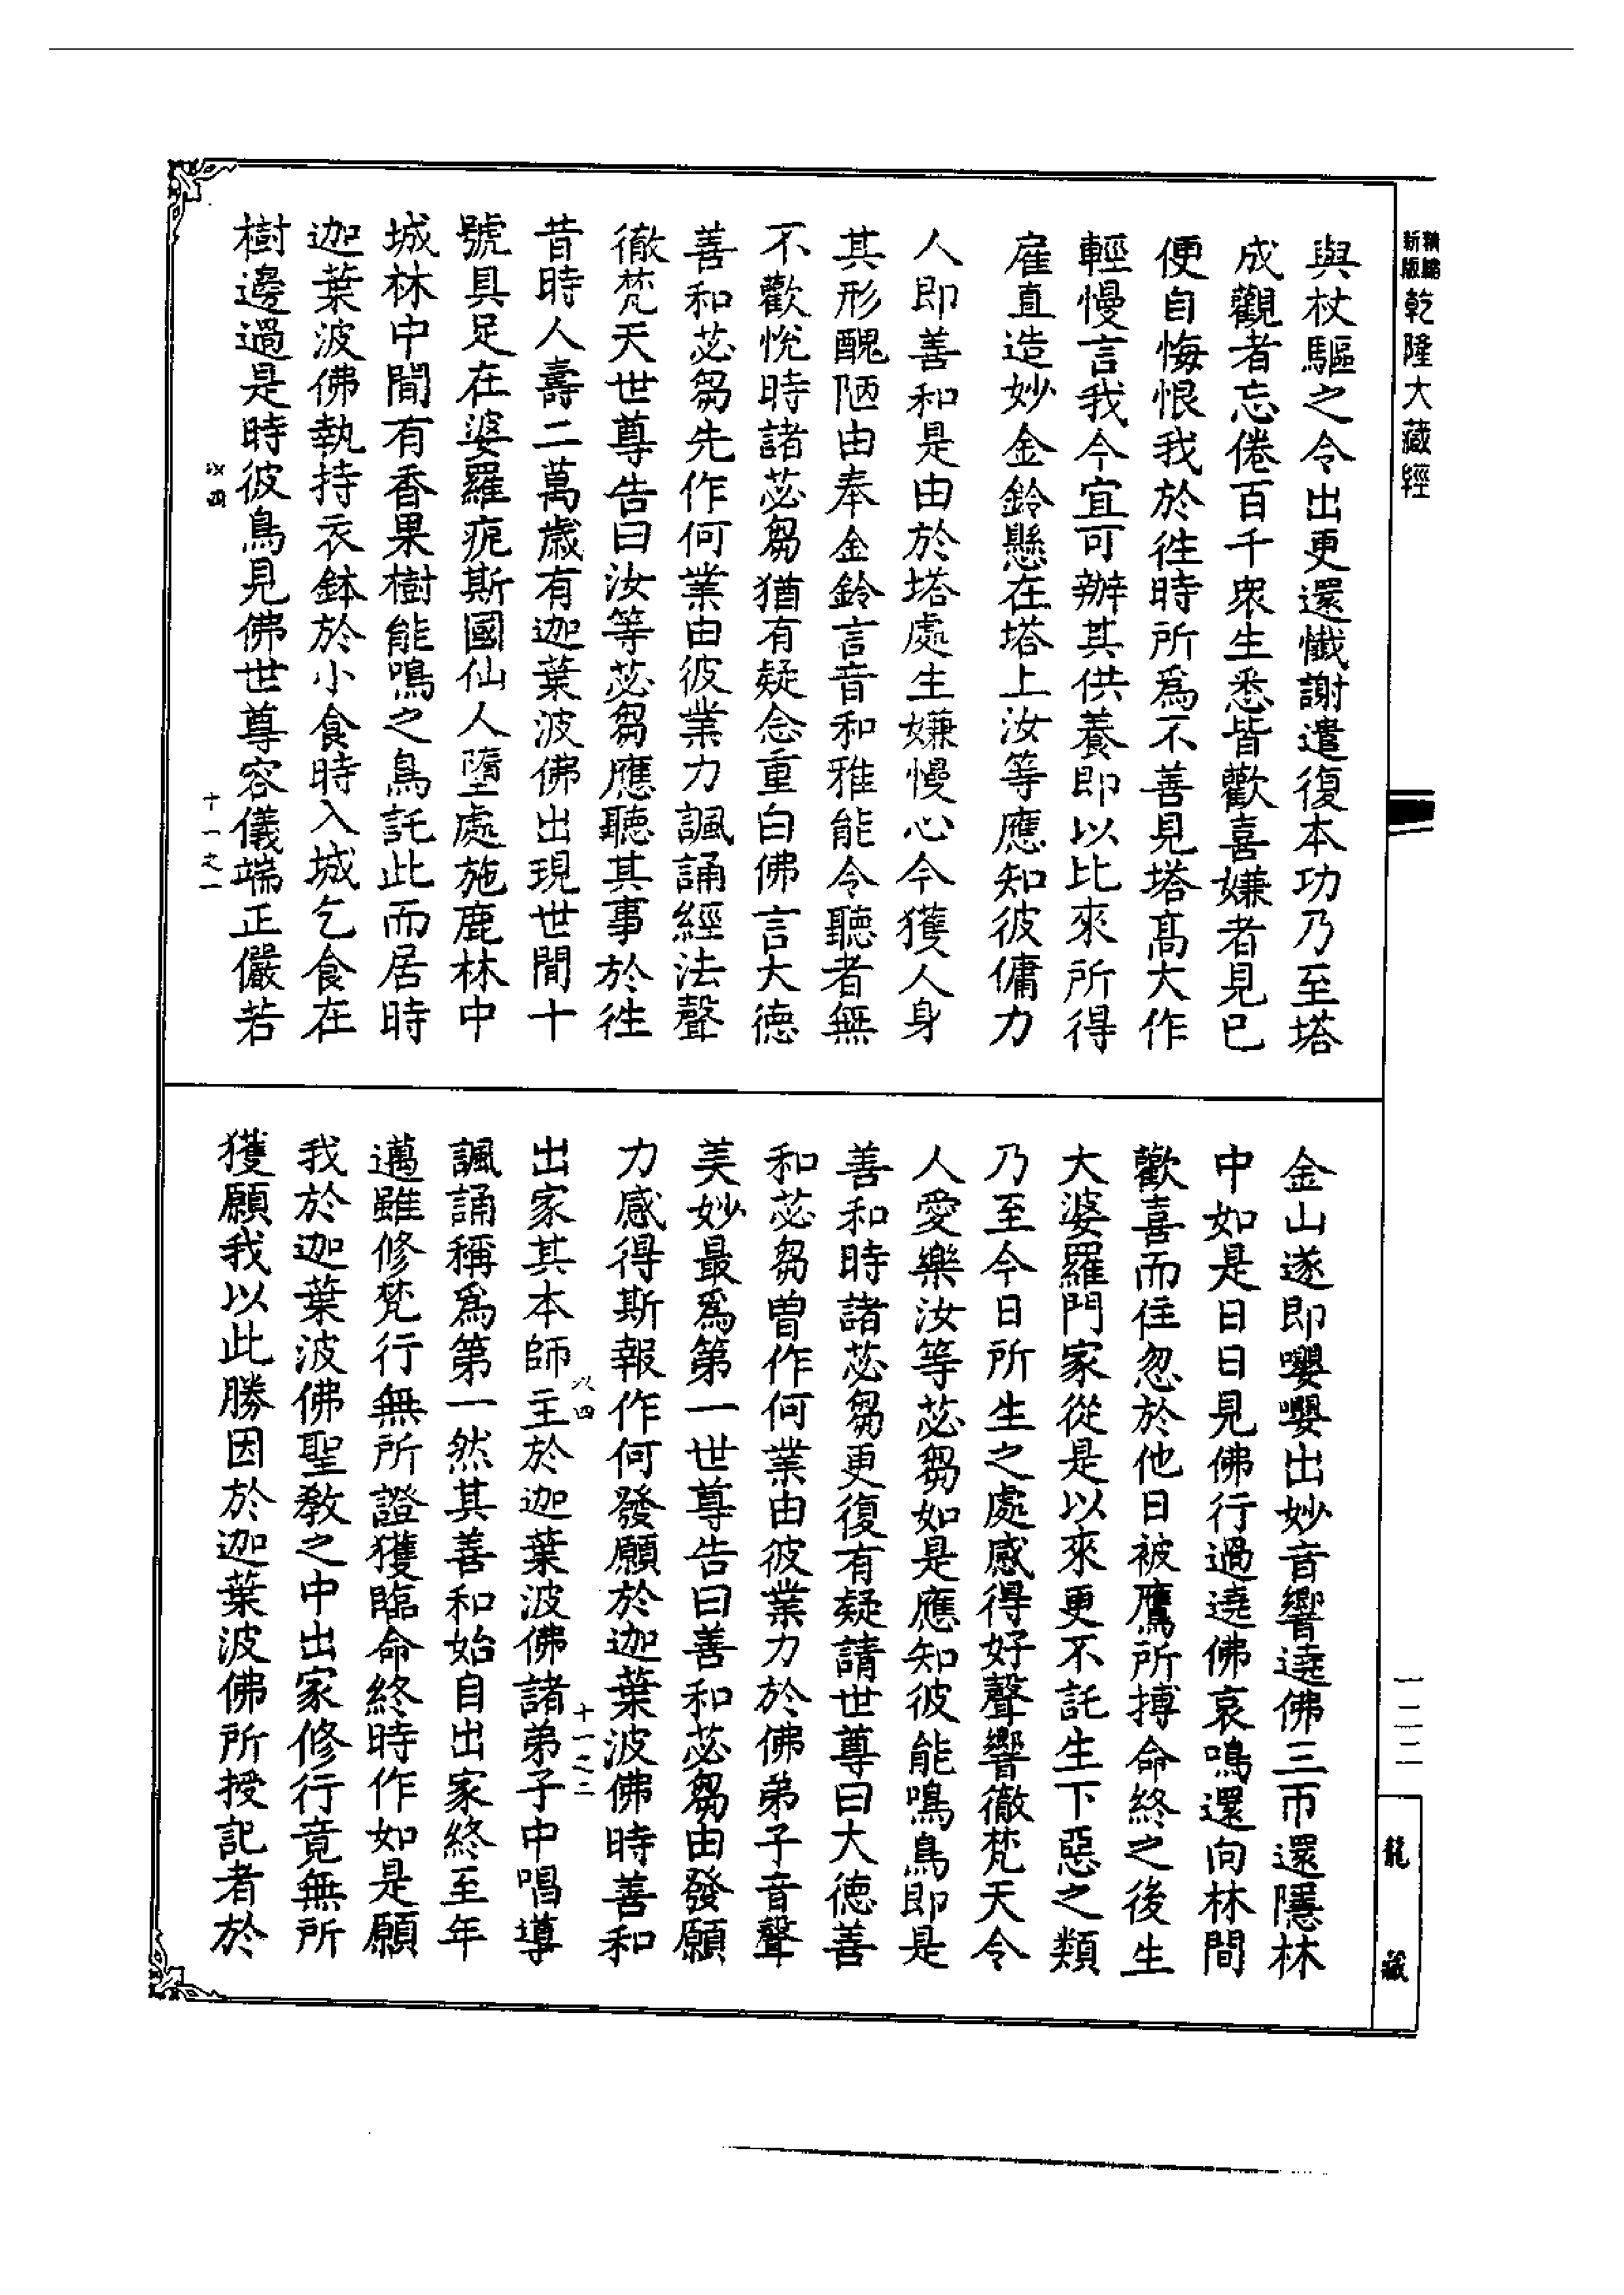 新版 精縮 乾隆大藏經
與杖驅之令出更還懺謝遣復本功乃至塔
成觀者忘倦百千衆生悉皆歡喜嫌者見已
便自悔恨我於徃時所爲不善見塔高大作
輕慢言我今宜可辦其供養即以比來所得
雇直造妙金鈴懸在塔上汝等應知彼傭力
人即善和是由於塔處生嫌慢心今獲人身
其形醜陋由奉金鈴言音和雅能令聽者無
不歡悅時諸苾芻猶有疑念重白佛言大德
善和苾芻先作何業由彼業力諷誦經法聲
徹梵天世尊告曰汝等苾芻應聽其事於徃
昔時人壽二萬歲有迦葉波佛出現世間十
號具足在婆羅痆斯國仙人墮處施鹿林中
城林中間有香果樹能鳴之鳥託此而居時
迦葉波佛執持衣鉢於小食時入城乞食在
樹邊過是時彼鳥見佛世尊容儀端正儼若
四 十一之一
一二二
龍藏
金山遂即嚶嚶出妙音響遶佛三帀還隱林
中如是日日見佛行過遶佛哀鳴還向林間
歡喜而住忽於他日被鷹所搏命終之後生
大婆羅門家從是以來更不託生下惡之類
乃至今日所生之處感得好聲響徹梵天令
人愛樂汝等苾芻如是應知彼能鳴鳥即是
善和時諸苾芻更復有疑請世尊曰大德善
和苾芻曾作何業由彼業力於佛弟子音聲
美妙最爲第一世尊告曰善和苾芻由發願
力感得斯報作何發願於迦葉波佛時善和
以四 十一之二
出家其本師主於迦葉波佛諸弟子中唱導
諷誦稱爲第一然其善和始自出家終至年
邁雖修梵行無所證獲臨命終時作如是願
我於迦葉波佛聖教之中出家修行竟無所
獲願我以此勝因於迦葉波佛所授記者於